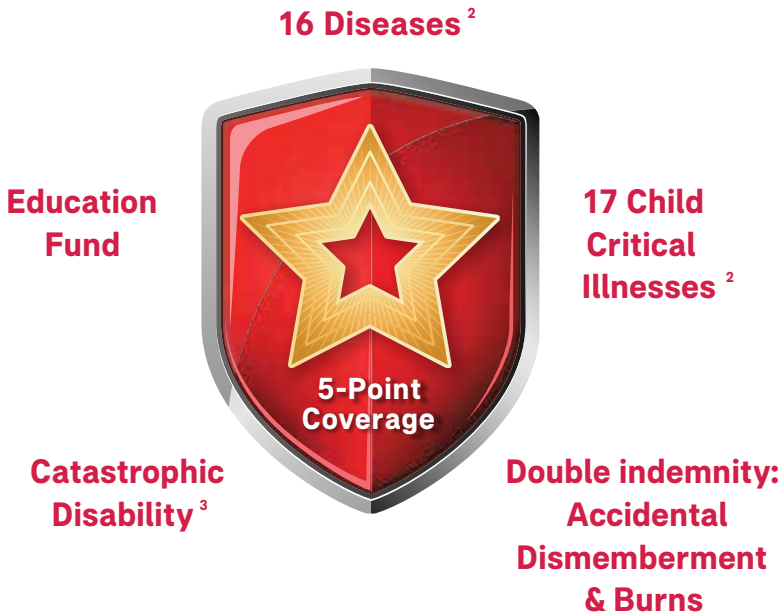 16 Diseases ²
Education
Fund
17 Child
Critical
Illnesses ²
5-Point
Coverage
Catastrophic
Disability ³
Double indemnity:
Accidental
Dismemberment
& Burns